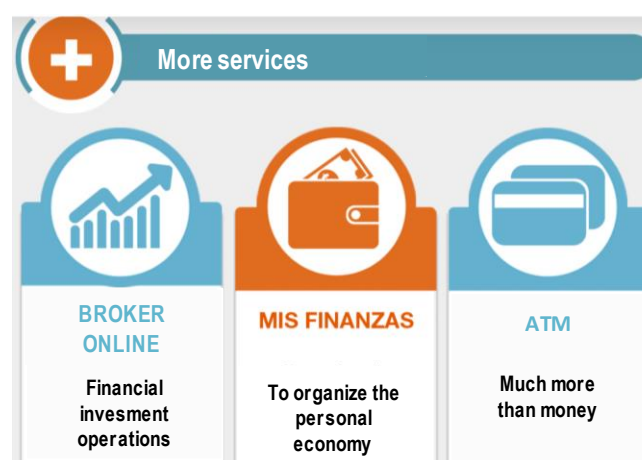 More services
BROKER
ONLINE
Financial
invesment
operations
MIS FINANZAS
To organize the
personal
economy
ATM
Much more
than money